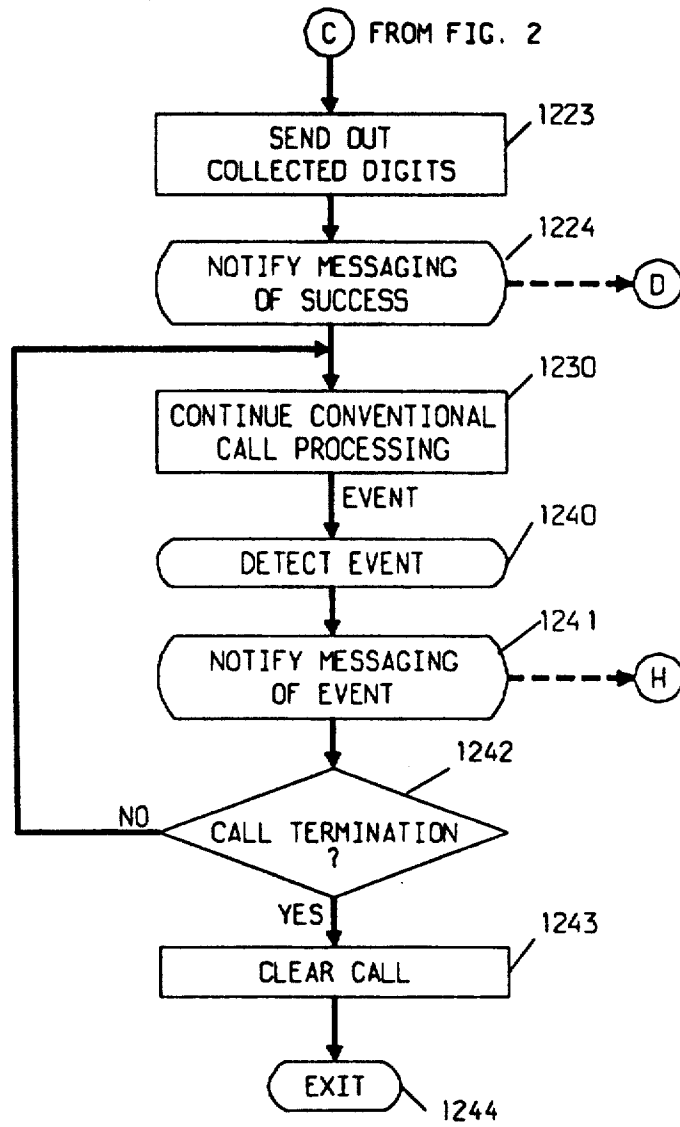 C FROM FIG. 2
1223
SEND OUT
COLLECTED DIGITS
1224
NOTIFY MESSAGING
OF SUCCESS
D
1230
CONTINUE CONVENTIONAL
CALL PROCESSING
EVENT
1240
DETECT EVENT
1241
NOTIFY MESSAGING
OF EVENT
H
1242
NO
CALL TERMINATION
?
YES
1243
CLEAR CALL
EXIT
1244